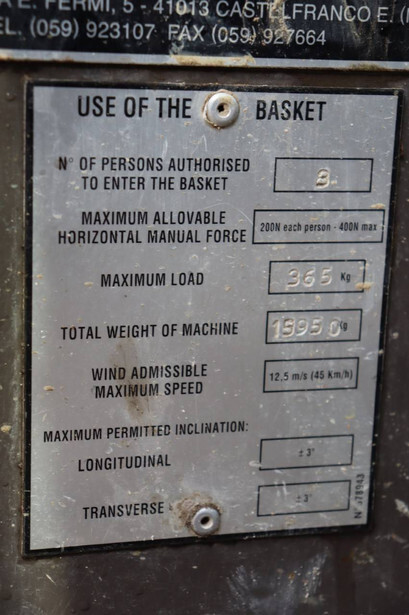 E. FERMI, 5 - 41013 CASTELFRANCO E.
TEL. (059) 923107 FAX (059) 927664
USE OF THE BASKET
N° OF PERSONS AUTHORISED
TO ENTER THE BASKET
3
MAXIMUM ALLOVABLE
HORIZONTAL MANUAL FORCE
200N each person - 400N max
MAXIMUM LOAD
365 Kg
TOTAL WEIGHT OF MACHINE
15950 Kg
WIND ADMISSIBLE
MAXIMUM SPEED
12,5 m/s (45 Km/h)
MAXIMUM PERMITTED INCLINATION:
LONGITUDINAL
± 3°
TRANSVERSE
± 3°